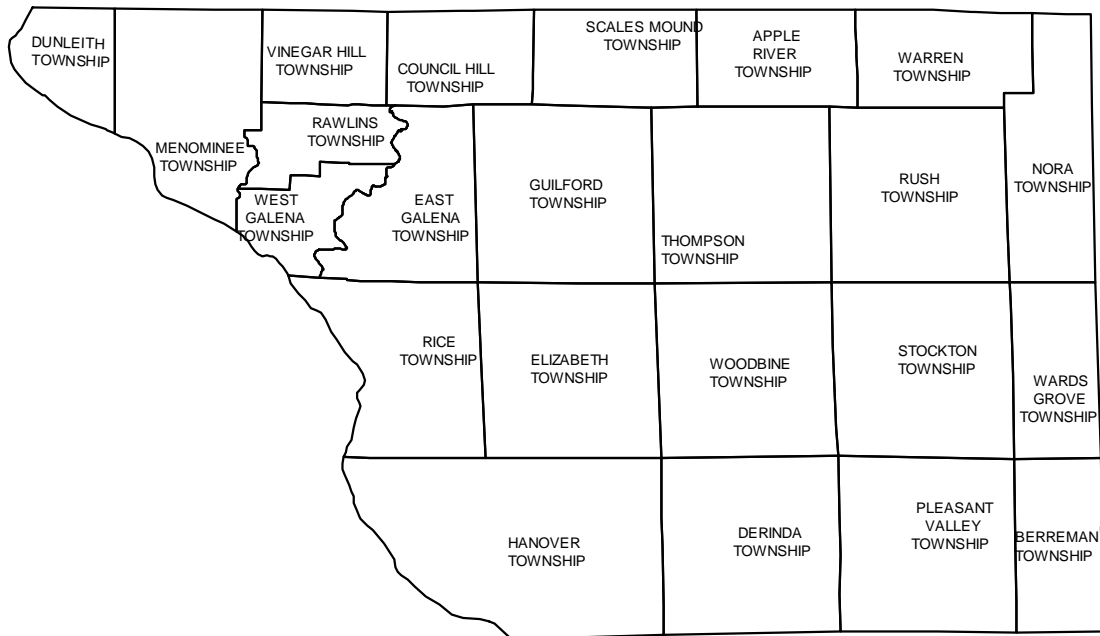 DUNLEITH
TOWNSHIP
VINEGAR HILL
TOWNSHIP
COUNCIL HILL
TOWNSHIP
SCALES MOUND
TOWNSHIP
APPLE
RIVER
TOWNSHIP
WARREN
TOWNSHIP
MENOMINEE
TOWNSHIP
RAWLINS
TOWNSHIP
WEST
GALENA
TOWNSHIP
EAST
GALENA
TOWNSHIP
GUILFORD
TOWNSHIP
THOMPSON
TOWNSHIP
RUSH
TOWNSHIP
NORA
TOWNSHIP
RICE
TOWNSHIP
ELIZABETH
TOWNSHIP
WOODBINE
TOWNSHIP
STOCKTON
TOWNSHIP
WARDS
GROVE
TOWNSHIP
HANOVER
TOWNSHIP
DERINDA
TOWNSHIP
PLEASANT
VALLEY
TOWNSHIP
BERREMAN
TOWNSHIP